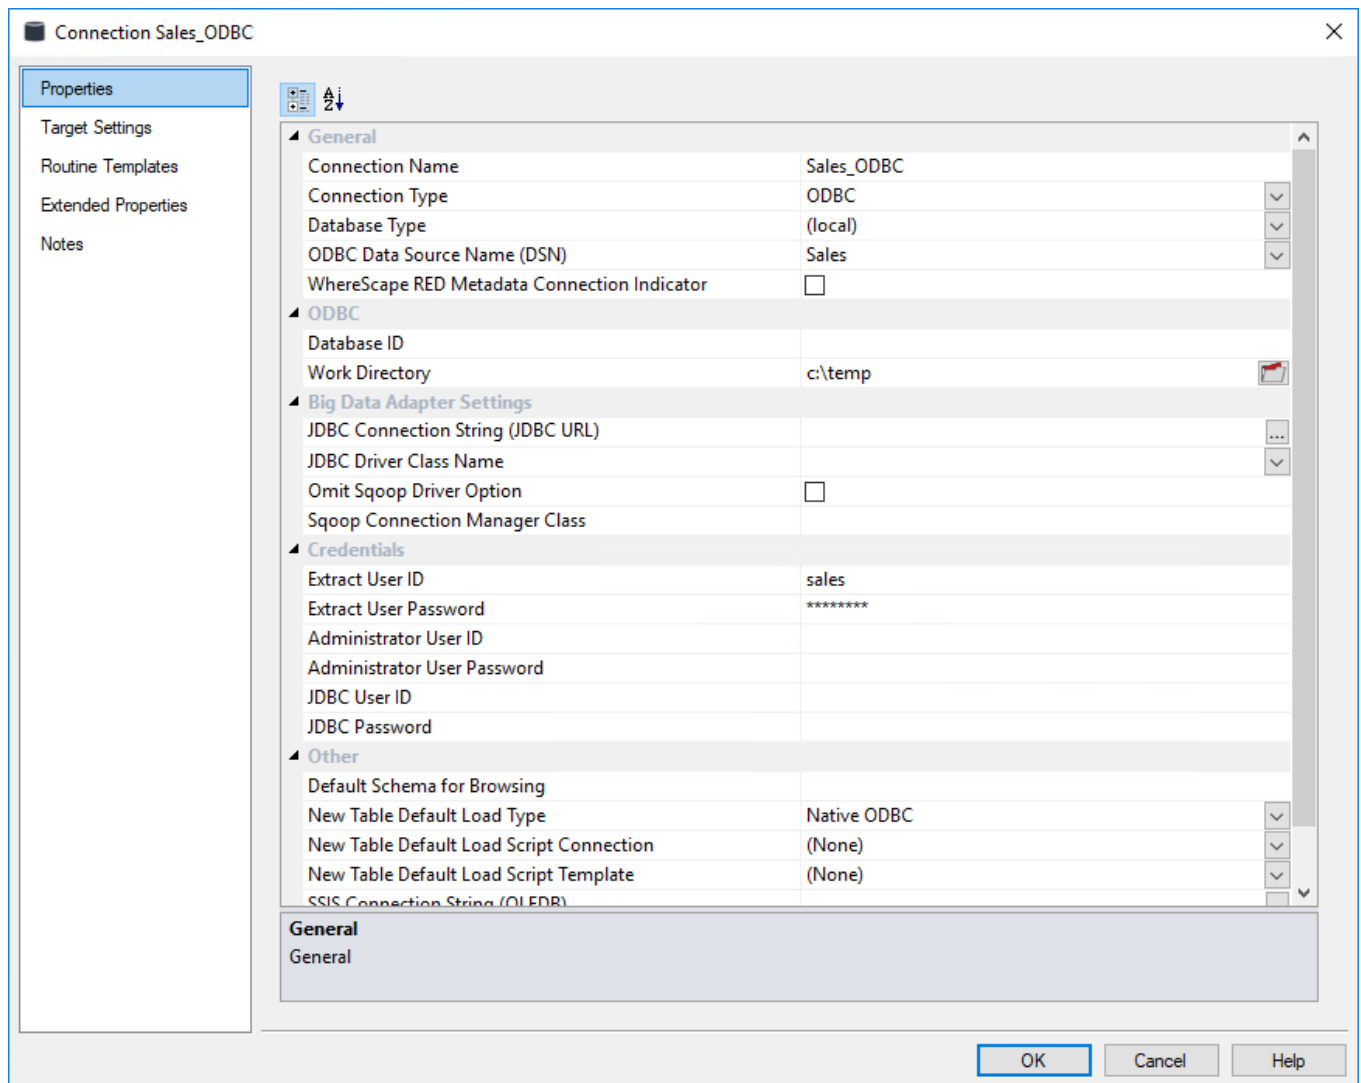 Connection Sales_ODBC
Properties
Target Settings
Routine Templates
Extended Properties
Notes
General
Connection Name Sales_ODBC
Connection Type ODBC
Database Type (local)
ODBC Data Source Name (DSN) Sales
WhereScape RED Metadata Connection Indicator
ODBC
Database ID
Work Directory c:\temp
Big Data Adapter Settings
JDBC Connection String (JDBC URL) ...
JDBC Driver Class Name
Omit Sqoop Driver Option
Sqoop Connection Manager Class
Credentials
Extract User ID sales
Extract User Password ********
Administrator User ID
Administrator User Password
JDBC User ID
JDBC Password
Other
Default Schema for Browsing
New Table Default Load Type Native ODBC
New Table Default Load Script Connection (None)
New Table Default Load Script Template (None)
SSIS Connection String (OLEDB)
General
General
OK Cancel Help